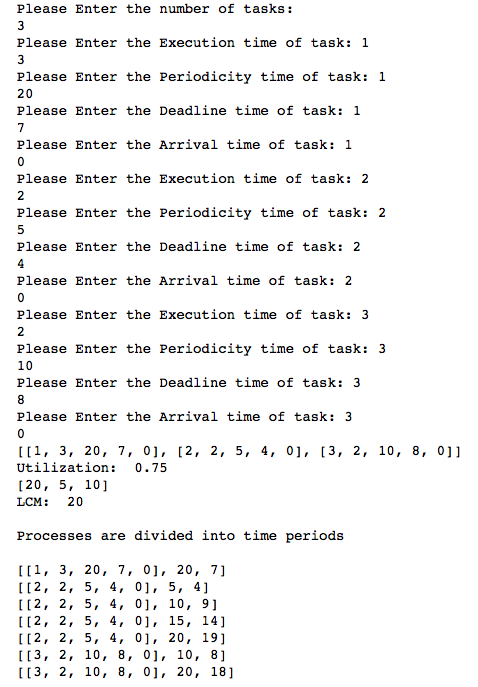 Please Enter the number of tasks:
3
Please Enter the Execution time of task: 1
3
Please Enter the Periodicity time of task: 1
20
Please Enter the Deadline time of task: 1
7
Please Enter the Arrival time of task: 1
0
Please Enter the Execution time of task: 2
2
Please Enter the Periodicity time of task: 2
5
Please Enter the Deadline time of task: 2
4
Please Enter the Arrival time of task: 2
0
Please Enter the Execution time of task: 3
2
Please Enter the Periodicity time of task: 3
10
Please Enter the Deadline time of task: 3
8
Please Enter the Arrival time of task: 3
0
[[1, 3, 20, 7, 0], [2, 2, 5, 4, 0], [3, 2, 10, 8, 0]]
Utilization:  0.75
[20, 5, 10]
LCM:  20
Processes are divided into time periods
[[1, 3, 20, 7, 0], 20, 7]
[[2, 2, 5, 4, 0], 5, 4]
[[2, 2, 5, 4, 0], 10, 9]
[[2, 2, 5, 4, 0], 15, 14]
[[2, 2, 5, 4, 0], 20, 19]
[[3, 2, 10, 8, 0], 10, 8]
[[3, 2, 10, 8, 0], 20, 18]